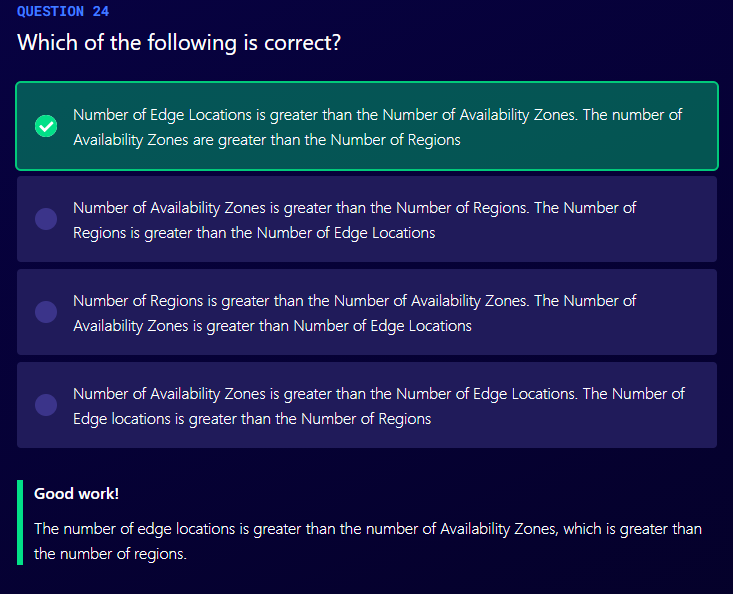 QUESTION 24
Which of the following is correct?
Number of Edge Locations is greater than the Number of Availability Zones. The number of
Availability Zones are greater than the Number of Regions
Number of Availability Zones is greater than the Number of Regions. The Number of
Regions is greater than the Number of Edge Locations
Number of Regions is greater than the Number of Availability Zones. The Number of
Availability Zones is greater than Number of Edge Locations
Number of Availability Zones is greater than the Number of Edge Locations. The Number of
Edge locations is greater than the Number of Regions
Good work!
The number of edge locations is greater than the number of Availability Zones, which is greater than
the number of regions.